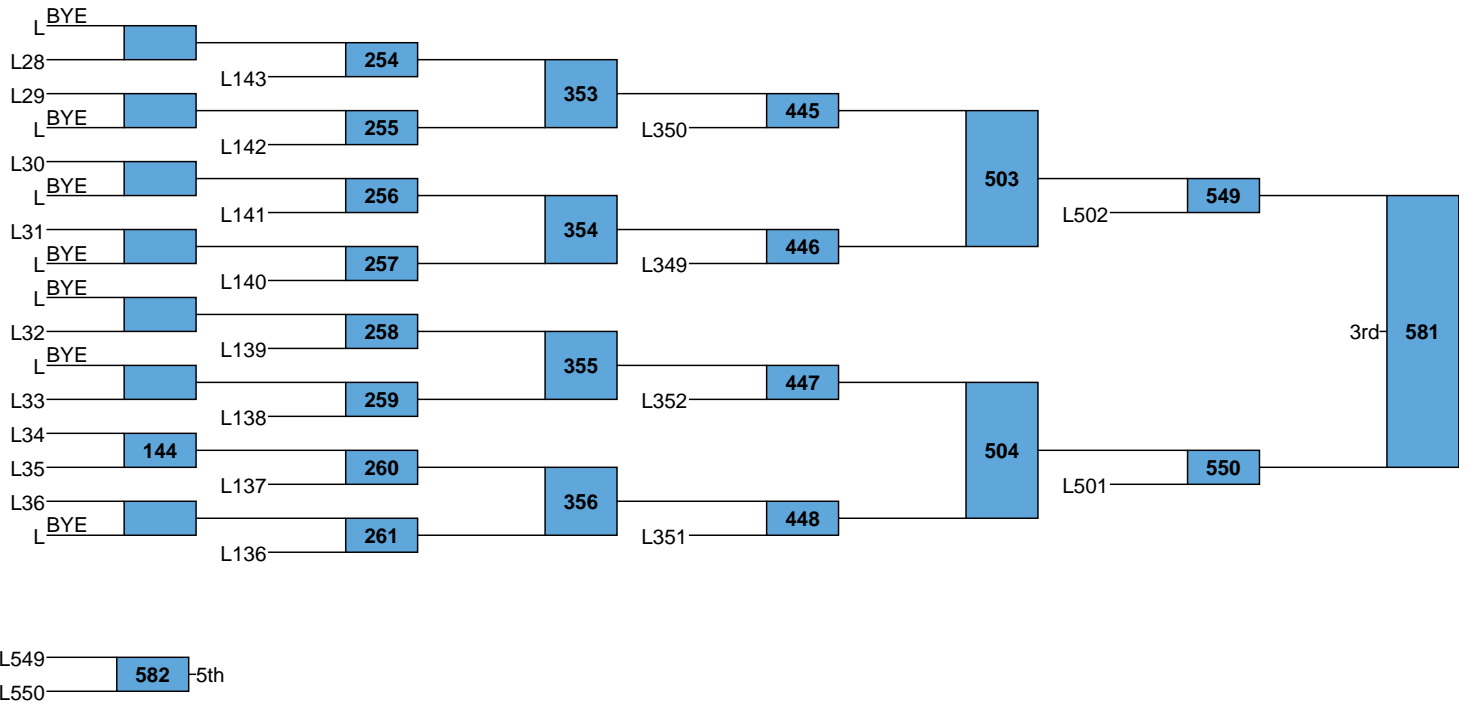 BYE
L
L28
254
L143
353
L29
BYE
L
255
L142
445
L350
503
L30
BYE
L
256
L141
354
L31
BYE
L
257
L140
446
L349
549
L502
BYE
L
L32
258
L139
355
BYE
L
L33
259
L138
447
L352
3rd
581
L34
144
L35
260
L137
356
504
550
L501
L36
BYE
L
261
L136
448
L351
L549
582
5th
L550